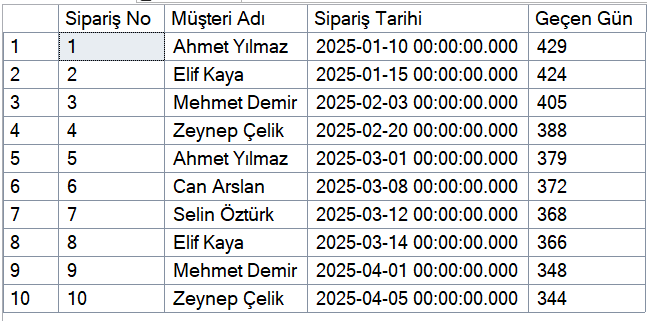 Sipariş No Müşteri Adı Sipariş Tarihi Geçen Gün
1 1 Ahmet Yılmaz 2025-01-10 00:00:00.000 429
2 2 Elif Kaya 2025-01-15 00:00:00.000 424
3 3 Mehmet Demir 2025-02-03 00:00:00.000 405
4 4 Zeynep Çelik 2025-02-20 00:00:00.000 388
5 5 Ahmet Yılmaz 2025-03-01 00:00:00.000 379
6 6 Can Arslan 2025-03-08 00:00:00.000 372
7 7 Selin Öztürk 2025-03-12 00:00:00.000 368
8 8 Elif Kaya 2025-03-14 00:00:00.000 366
9 9 Mehmet Demir 2025-04-01 00:00:00.000 348
10 10 Zeynep Çelik 2025-04-05 00:00:00.000 344